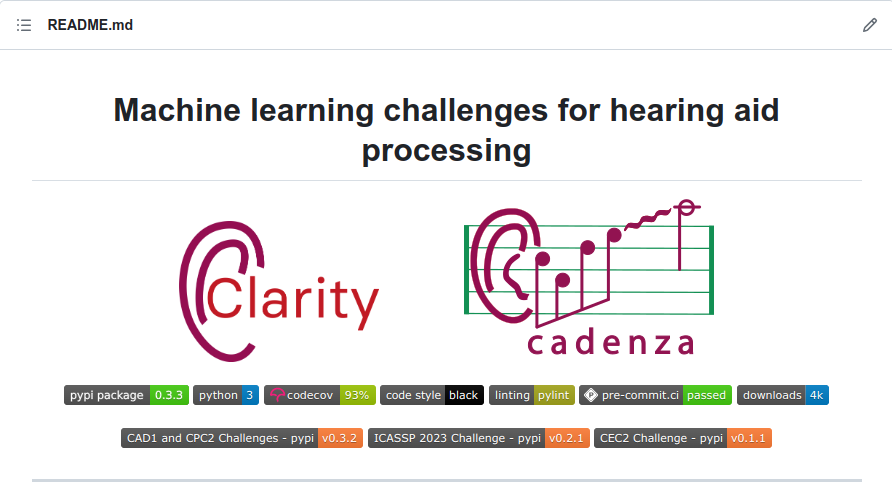 README.md
Machine learning challenges for hearing aid
processing
Clarity
cadenza
pypi package 0.3.3 python 3 codecov 93% code style black linting pylint pre-commit.ci passed downloads 4k
CAD1 and CPC2 Challenges - pypi v0.3.2 ICASSP 2023 Challenge - pypi v0.2.1 CEC2 Challenge - pypi v0.1.1